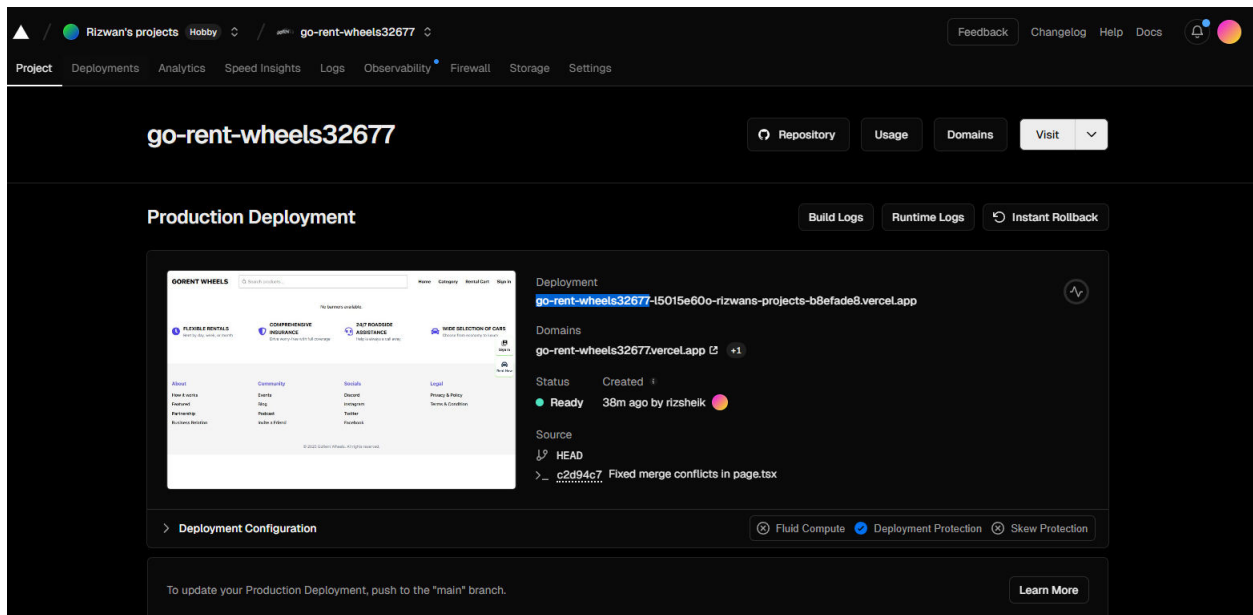 Rizwan's projects Hobby / go-rent-wheels32677
Feedback Changelog Help Docs
Project Deployments Analytics Speed Insights Logs Observability Firewall Storage Settings
go-rent-wheels32677
Repository Usage Domains Visit
Production Deployment
Build Logs Runtime Logs Instant Rollback
GORENT WHEELS Search products... Home Category Rental Cart Sign in
No banners available.
FLEXIBLE RENTALS
COMPREHENSIVE INSURANCE
24/7 ROADSIDE ASSISTANCE
WIDE SELECTION OF CARS
Sign in
About Community Socials Legal
How it works Events Discord Privacy & Policy
Featured Blog Instagram Terms & Condition
Partnership Podcast Twitter
Business Relation Invite a Friend Facebook
Deployment
go-rent-wheels32677-l5015e60o-rizwans-projects-b8efade8.vercel.app
Domains
go-rent-wheels32677.vercel.app +1
Status Created
Ready 38m ago by rizsheik
Source
HEAD
c2d94c7 Fixed merge conflicts in page.tsx
Deployment Configuration
Fluid Compute Deployment Protection Skew Protection
To update your Production Deployment, push to the "main" branch.
Learn More